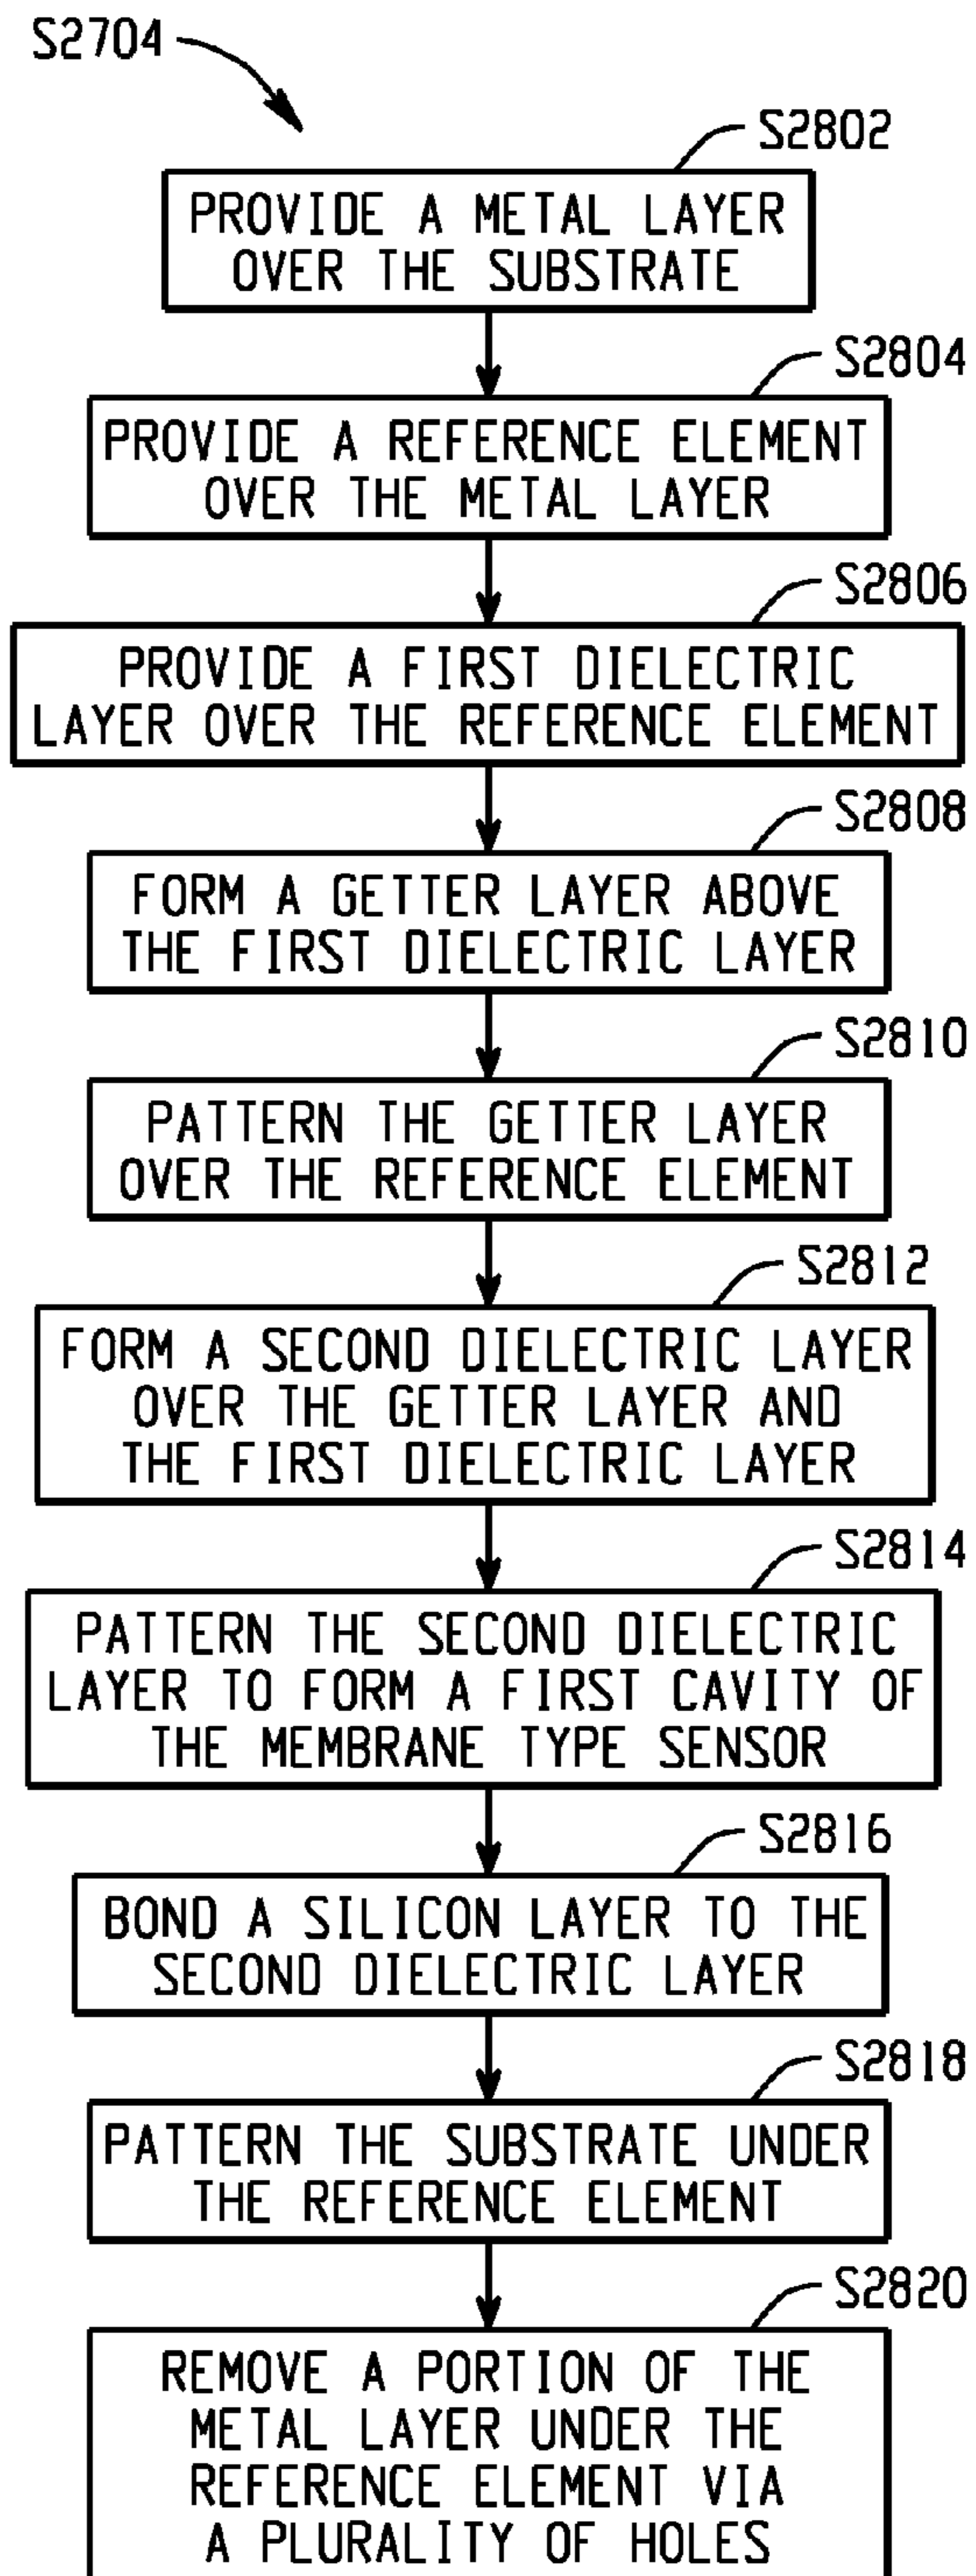 S2704
S2802
PROVIDE A METAL LAYER
OVER THE SUBSTRATE
S2804
PROVIDE A REFERENCE ELEMENT
OVER THE METAL LAYER
S2806
PROVIDE A FIRST DIELECTRIC
LAYER OVER THE REFERENCE ELEMENT
S2808
FORM A GETTER LAYER ABOVE
THE FIRST DIELECTRIC LAYER
S2810
PATTERN THE GETTER LAYER
OVER THE REFERENCE ELEMENT
S2812
FORM A SECOND DIELECTRIC LAYER
OVER THE GETTER LAYER AND
THE FIRST DIELECTRIC LAYER
S2814
PATTERN THE SECOND DIELECTRIC
LAYER TO FORM A FIRST CAVITY OF
THE MEMBRANE TYPE SENSOR
S2816
BOND A SILICON LAYER TO THE
SECOND DIELECTRIC LAYER
S2818
PATTERN THE SUBSTRATE UNDER
THE REFERENCE ELEMENT
S2820
REMOVE A PORTION OF THE
METAL LAYER UNDER THE
REFERENCE ELEMENT VIA
A PLURALITY OF HOLES